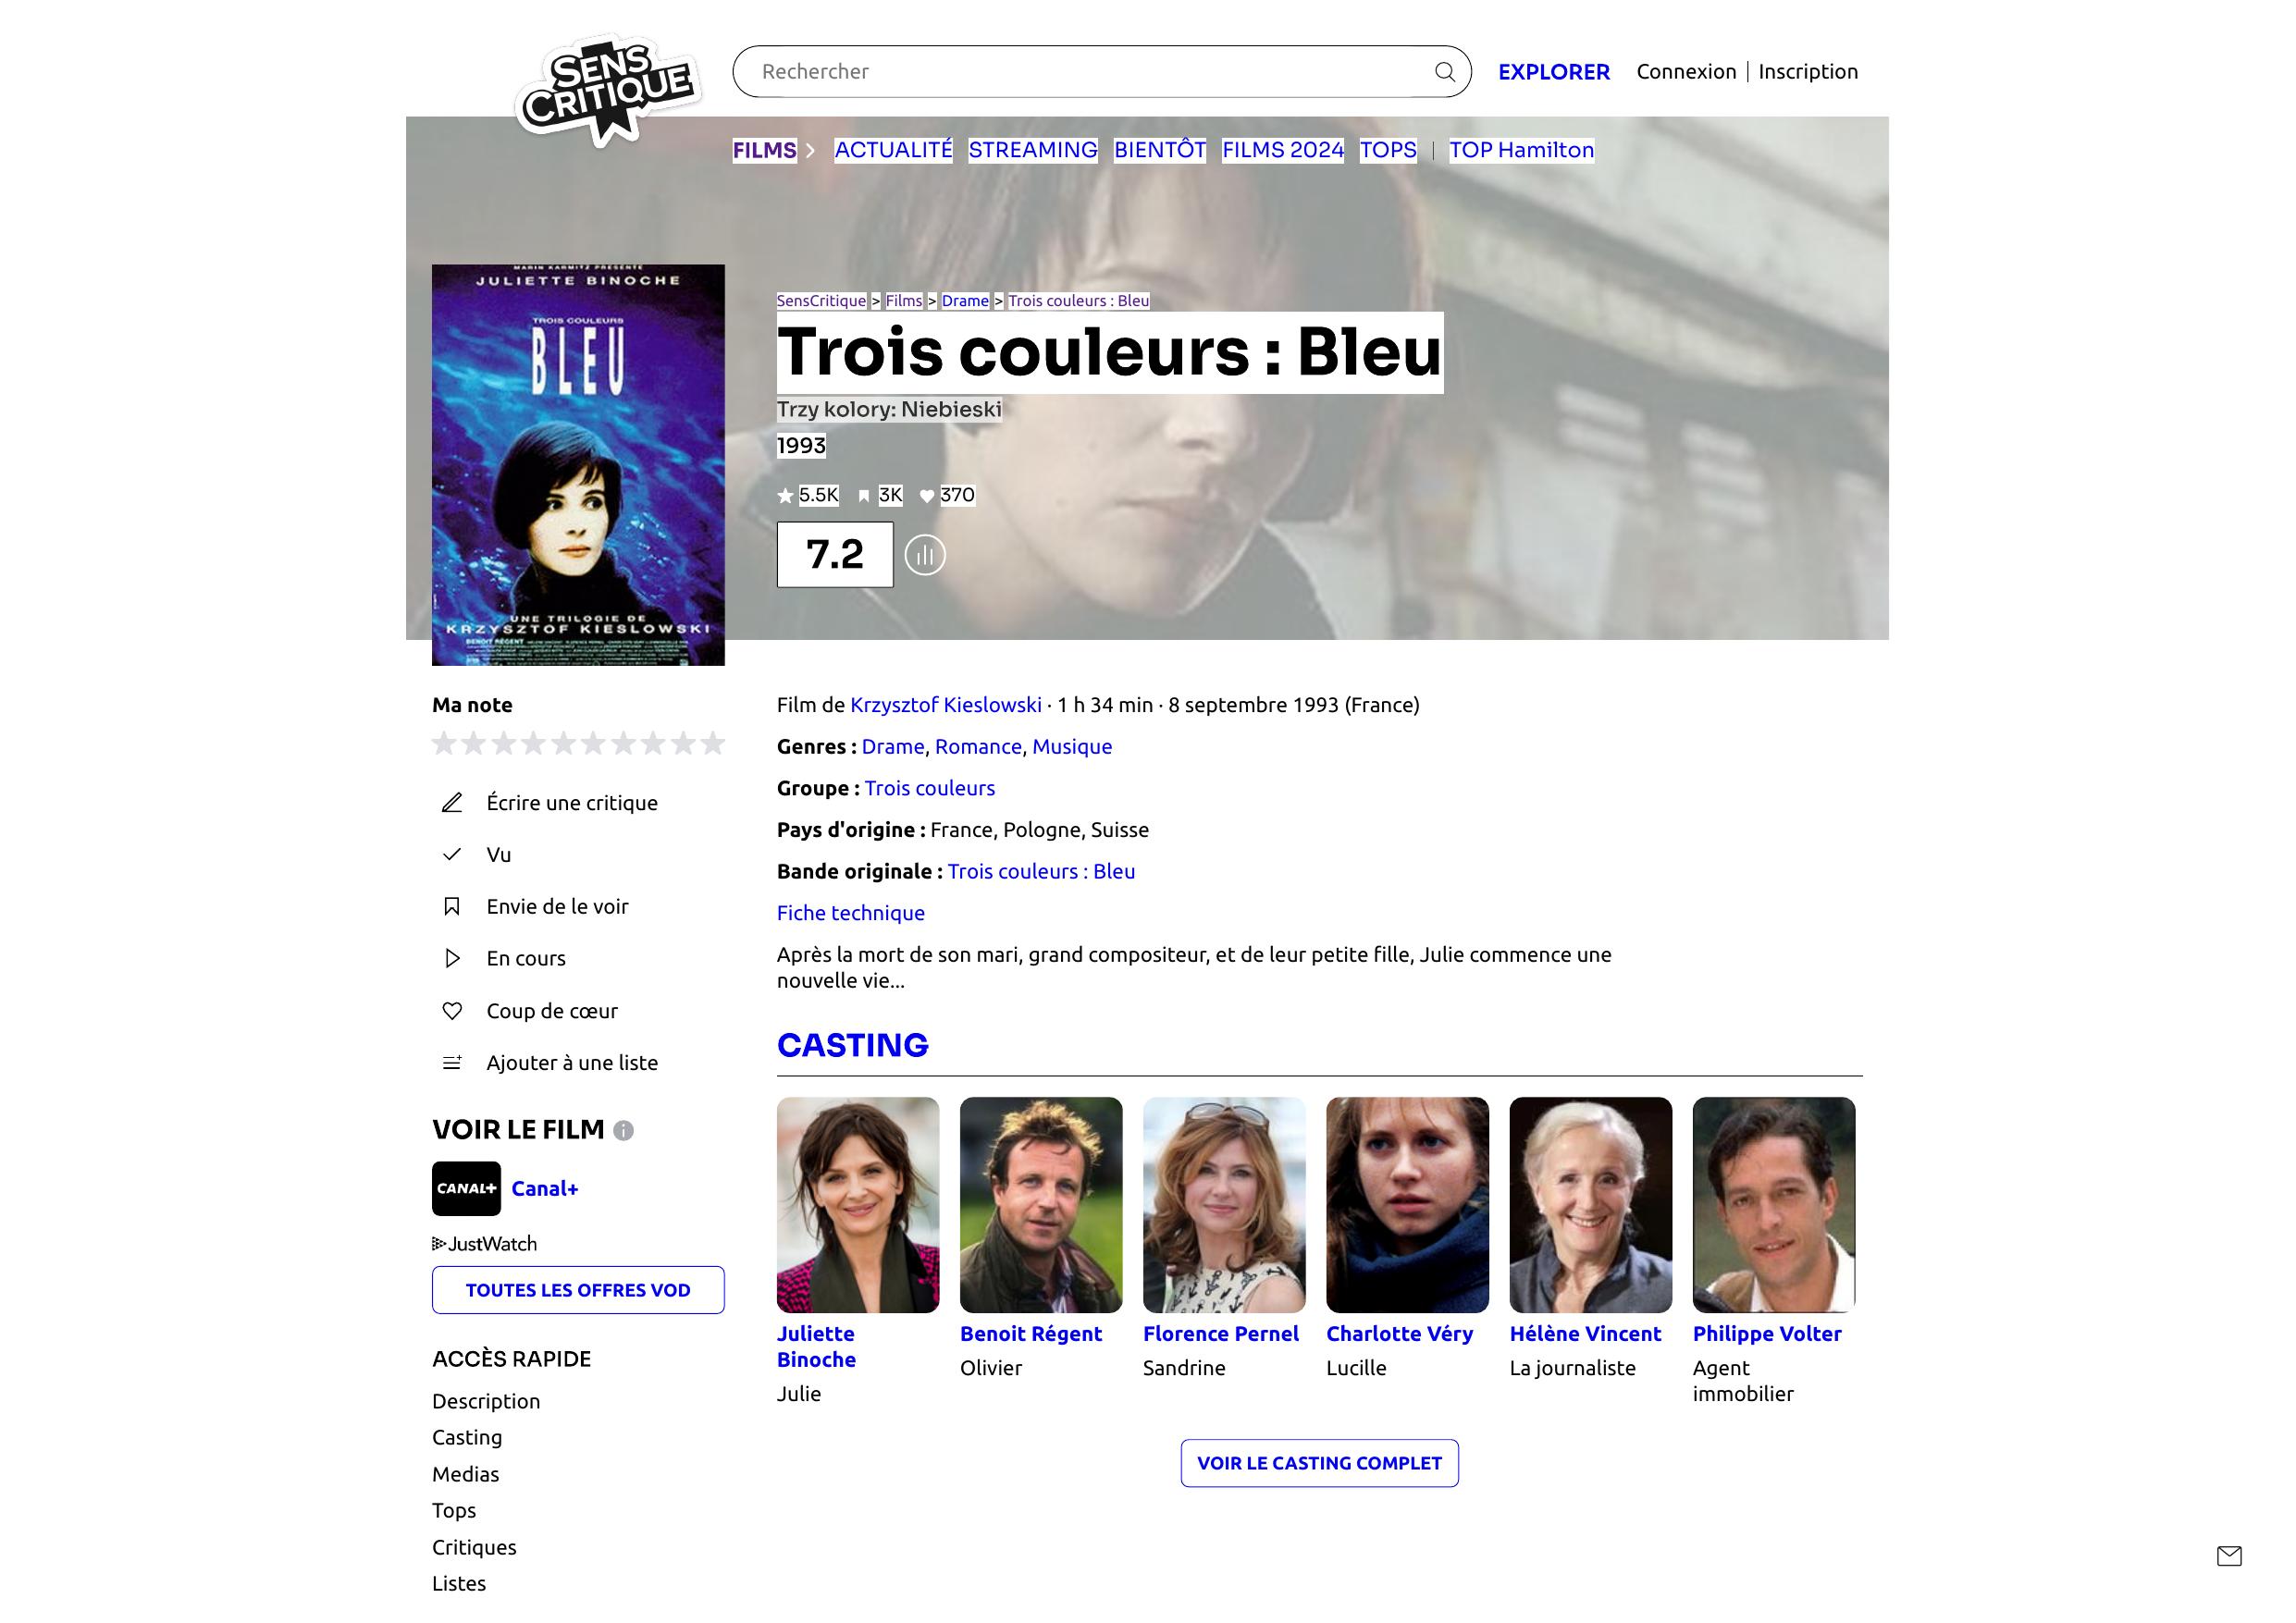 SENS
CRITIQUE
Rechercher
EXPLORER
Connexion | Inscription
FILMS
ACTUALITÉ
STREAMING
BIENTÔT
FILMS 2024
TOPS
TOP Hamilton
MARIN KARMITZ PRÉSENTE
JULIETTE BINOCHE
TROIS COULEURS
BLEU
UNE TRILOGIE DE
KRZYSZTOF KIESLOWSKI
SensCritique > Films > Drame > Trois couleurs : Bleu
Trois couleurs : Bleu
Trzy kolory: Niebieski
1993
5.5K 3K 370
7.2
Ma note
Écrire une critique
Vu
Envie de le voir
En cours
Coup de cœur
Ajouter à une liste
VOIR LE FILM
CANAL+ Canal+
JustWatch
TOUTES LES OFFRES VOD
ACCÈS RAPIDE
Description
Casting
Medias
Tops
Critiques
Listes
Film de Krzysztof Kieslowski · 1 h 34 min · 8 septembre 1993 (France)
Genres : Drame, Romance, Musique
Groupe : Trois couleurs
Pays d'origine : France, Pologne, Suisse
Bande originale : Trois couleurs : Bleu
Fiche technique
Après la mort de son mari, grand compositeur, et de leur petite fille, Julie commence une
nouvelle vie...
CASTING
Juliette
Binoche
Julie
Benoit Régent
Olivier
Florence Pernel
Sandrine
Charlotte Véry
Lucille
Hélène Vincent
La journaliste
Philippe Volter
Agent
immobilier
VOIR LE CASTING COMPLET